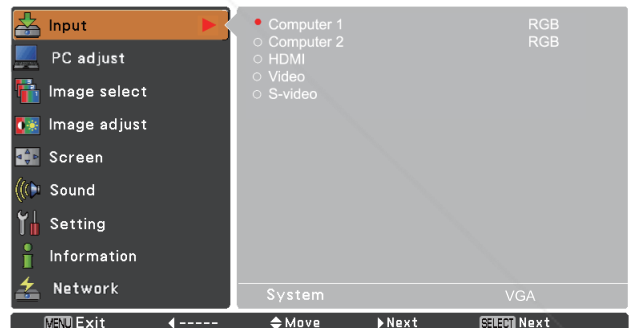 Input
PC adjust
Image select
Image adjust
Screen
Sound
Setting
Information
Network
Computer 1 RGB
Computer 2 RGB
HDMI
Video
S-video
System VGA
MENU Exit ----- Move Next SELECT Next